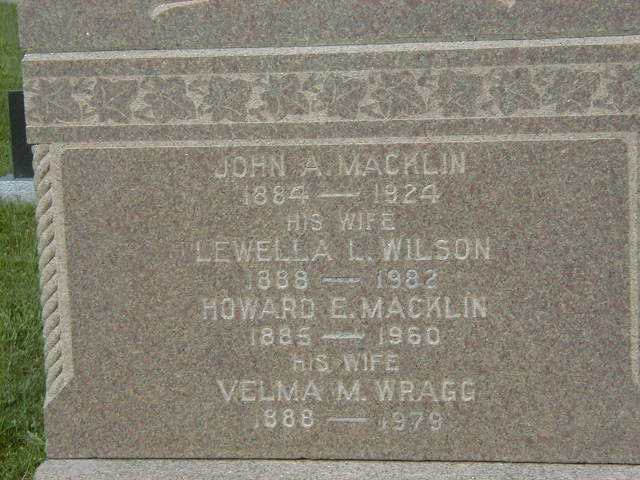 JOHN A. MACKLIN
1884 — 1924
HIS WIFE
LEWELLA L. WILSON
1888 — 1982
HOWARD E. MACKLIN
1885 — 1960
HIS WIFE
VELMA M. WRAGG
1888 — 1979